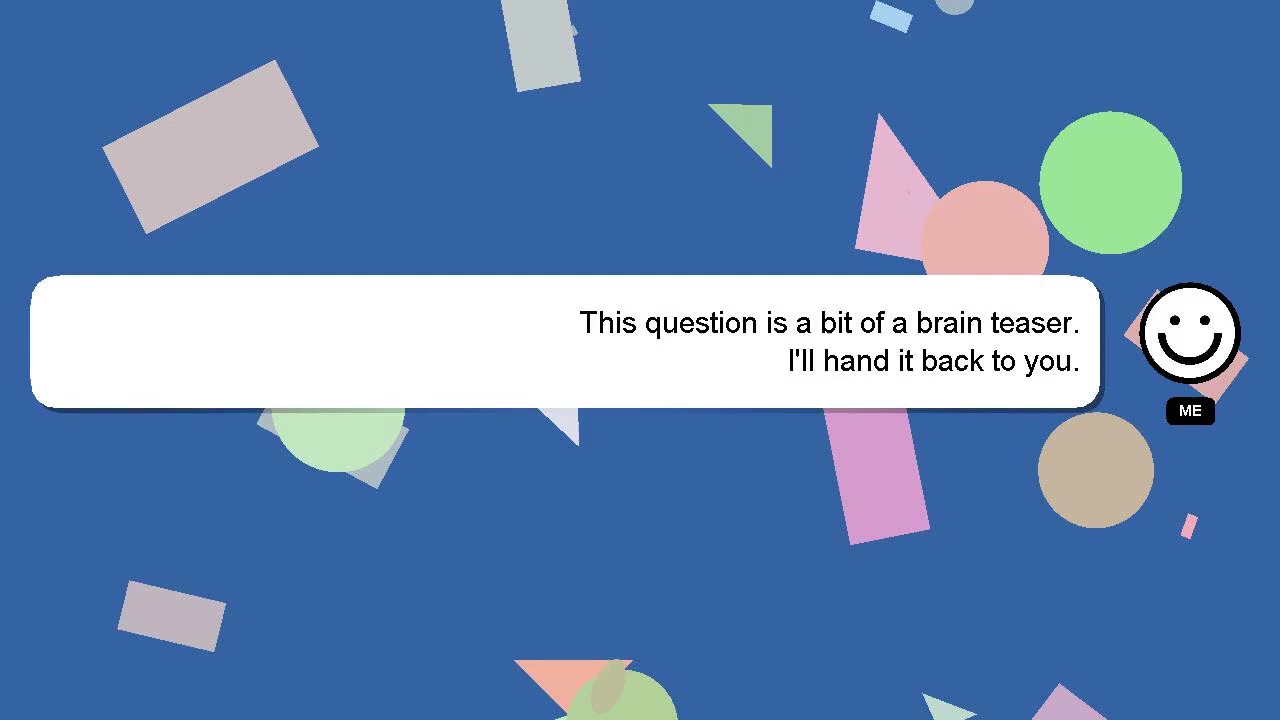 This question is a bit of a brain teaser.
I'll hand it back to you.
ME